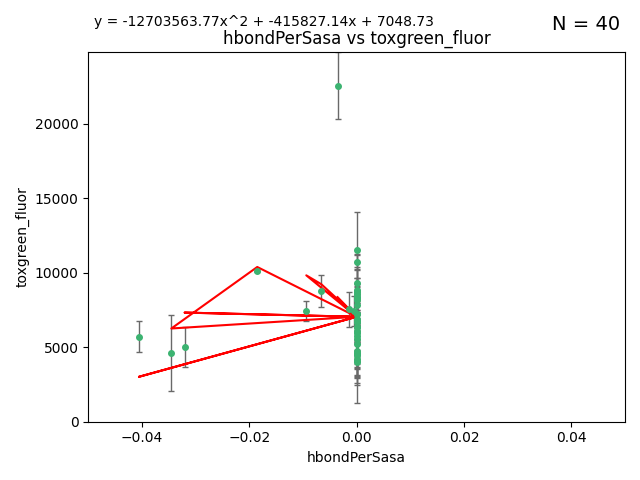 y = -12703563.77x^2 + -415827.14x + 7048.73
N = 40
hbondPerSasa vs toxgreen_fluor
toxgreen_fluor
20000
15000
10000
5000
0
−0.04
−0.02
0.00
0.02
0.04
hbondPerSasa